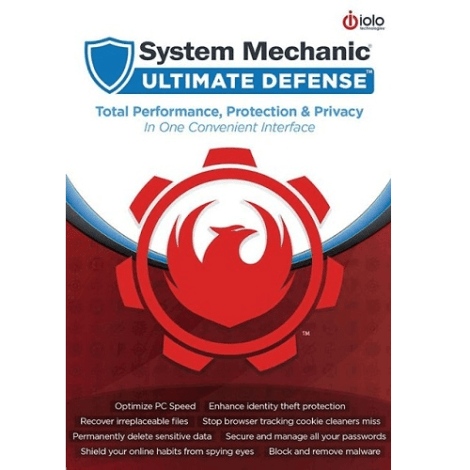 iolo
technologies
System Mechanic®
ULTIMATE DEFENSE™
Total Performance, Protection & Privacy
In One Convenient Interface
™
Optimize PC Speed Enhance identity theft protection
Recover irreplaceable files Stop browser tracking cookie cleaners miss
Permanently delete sensitive data Secure and manage all your passwords
Shield your online habits from spying eyes Block and remove malware